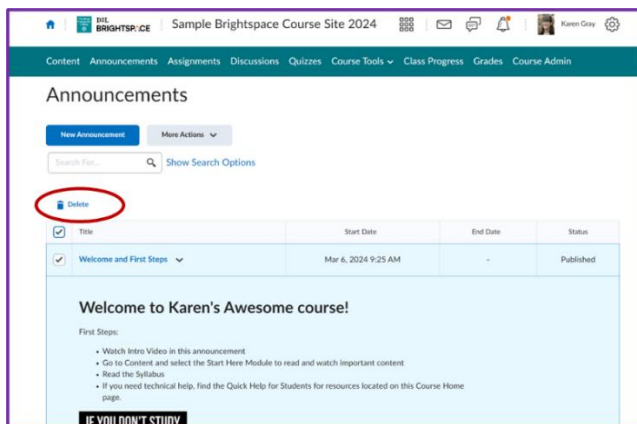 D2L BRIGHTSPACE Sample Brightspace Course Site 2024 Karen Gray
Content Announcements Assignments Discussions Quizzes Course Tools Class Progress Grades Course Admin
Announcements
New Announcement More Actions
Search For... Show Search Options
Delete
Title Start Date End Date Status
Welcome and First Steps Mar 6, 2024 9:25 AM - Published
Welcome to Karen's Awesome course!
First Steps:
• Watch Intro Video in this announcement
• Go to Content and select the Start Here Module to read and watch important content
• Read the Syllabus
• If you need technical help, find the Quick Help for Students for resources located on this Course Home
page.
IF YOU DON'T STUDY